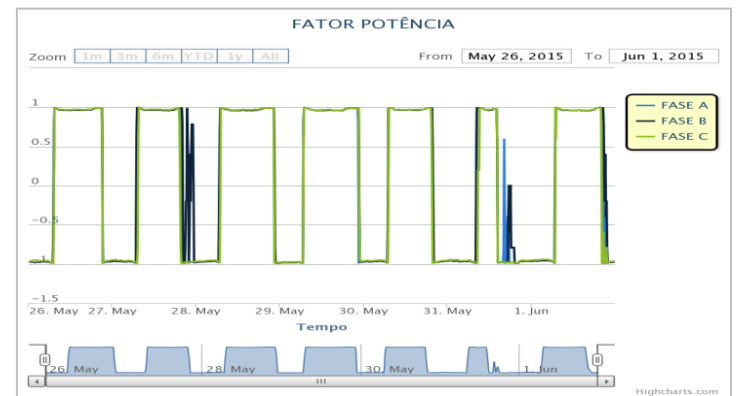 FATOR POTÊNCIA
Zoom 1m 3m 6m YTD 1y All From May 26, 2015 To Jun 1, 2015
FASE A
FASE B
FASE C
1
0.5
0
−0.5
−1
−1.5
26. May 27. May 28. May 29. May 30. May 31. May 1. Jun
Tempo
26. May 28. May 30. May 1. Jun
Highcharts.com